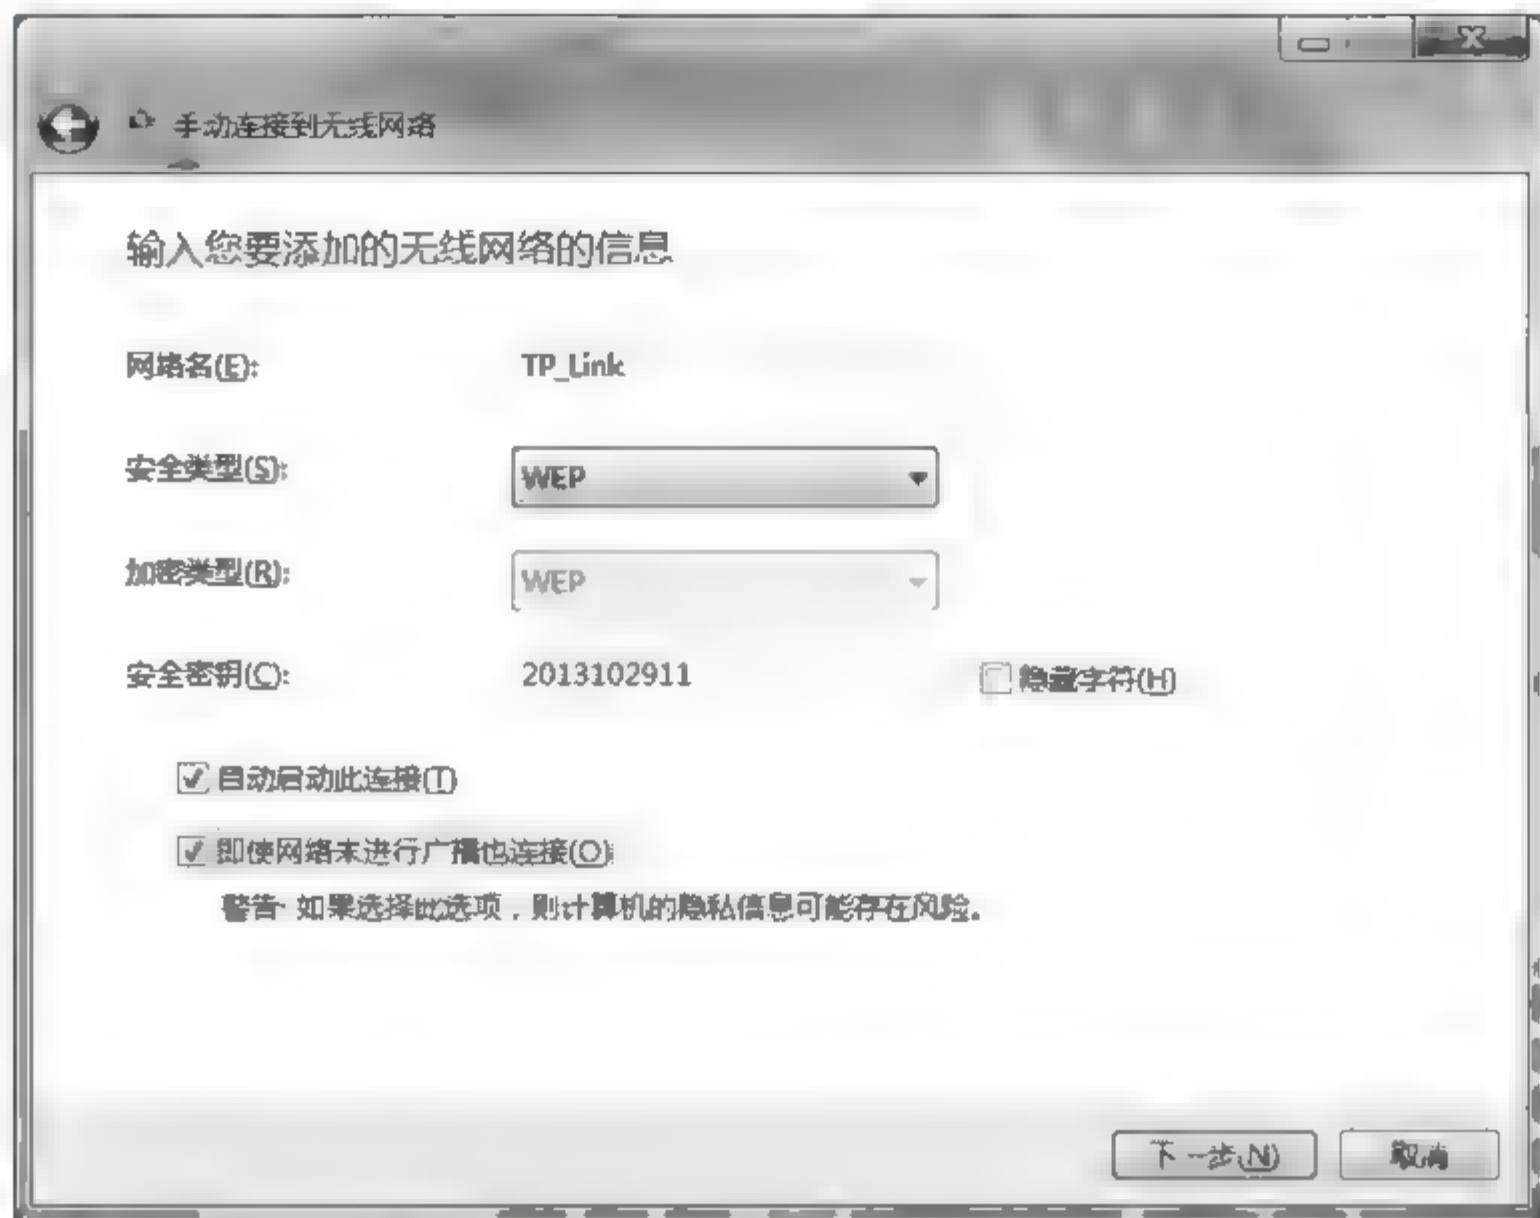 手动连接到无线网络
输入您要添加的无线网络的信息
网络名(E): TP_Link
安全类型(S): WEP
加密类型(R): WEP
安全密钥(C): 2013102911 隐藏字符(H)
自动启动此连接(T)
即使网络未进行广播也连接(O)
警告: 如果选择此选项，则计算机的隐私信息可能存在风险。
下一步(N) 取消